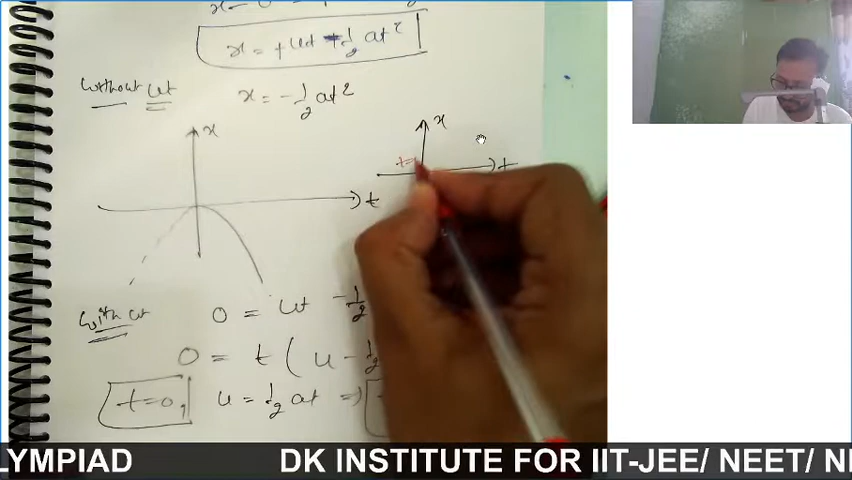 x = +ut - 1/2 at²
Without ut
x = - 1/2 at²
x
t
x
t
t=
With ut
0 = ut - 1/2
0 = t ( u - 1/2
t=0, u = 1/2 at =>
LYMPIAD DK INSTITUTE FOR IIT-JEE/ NEET/ N